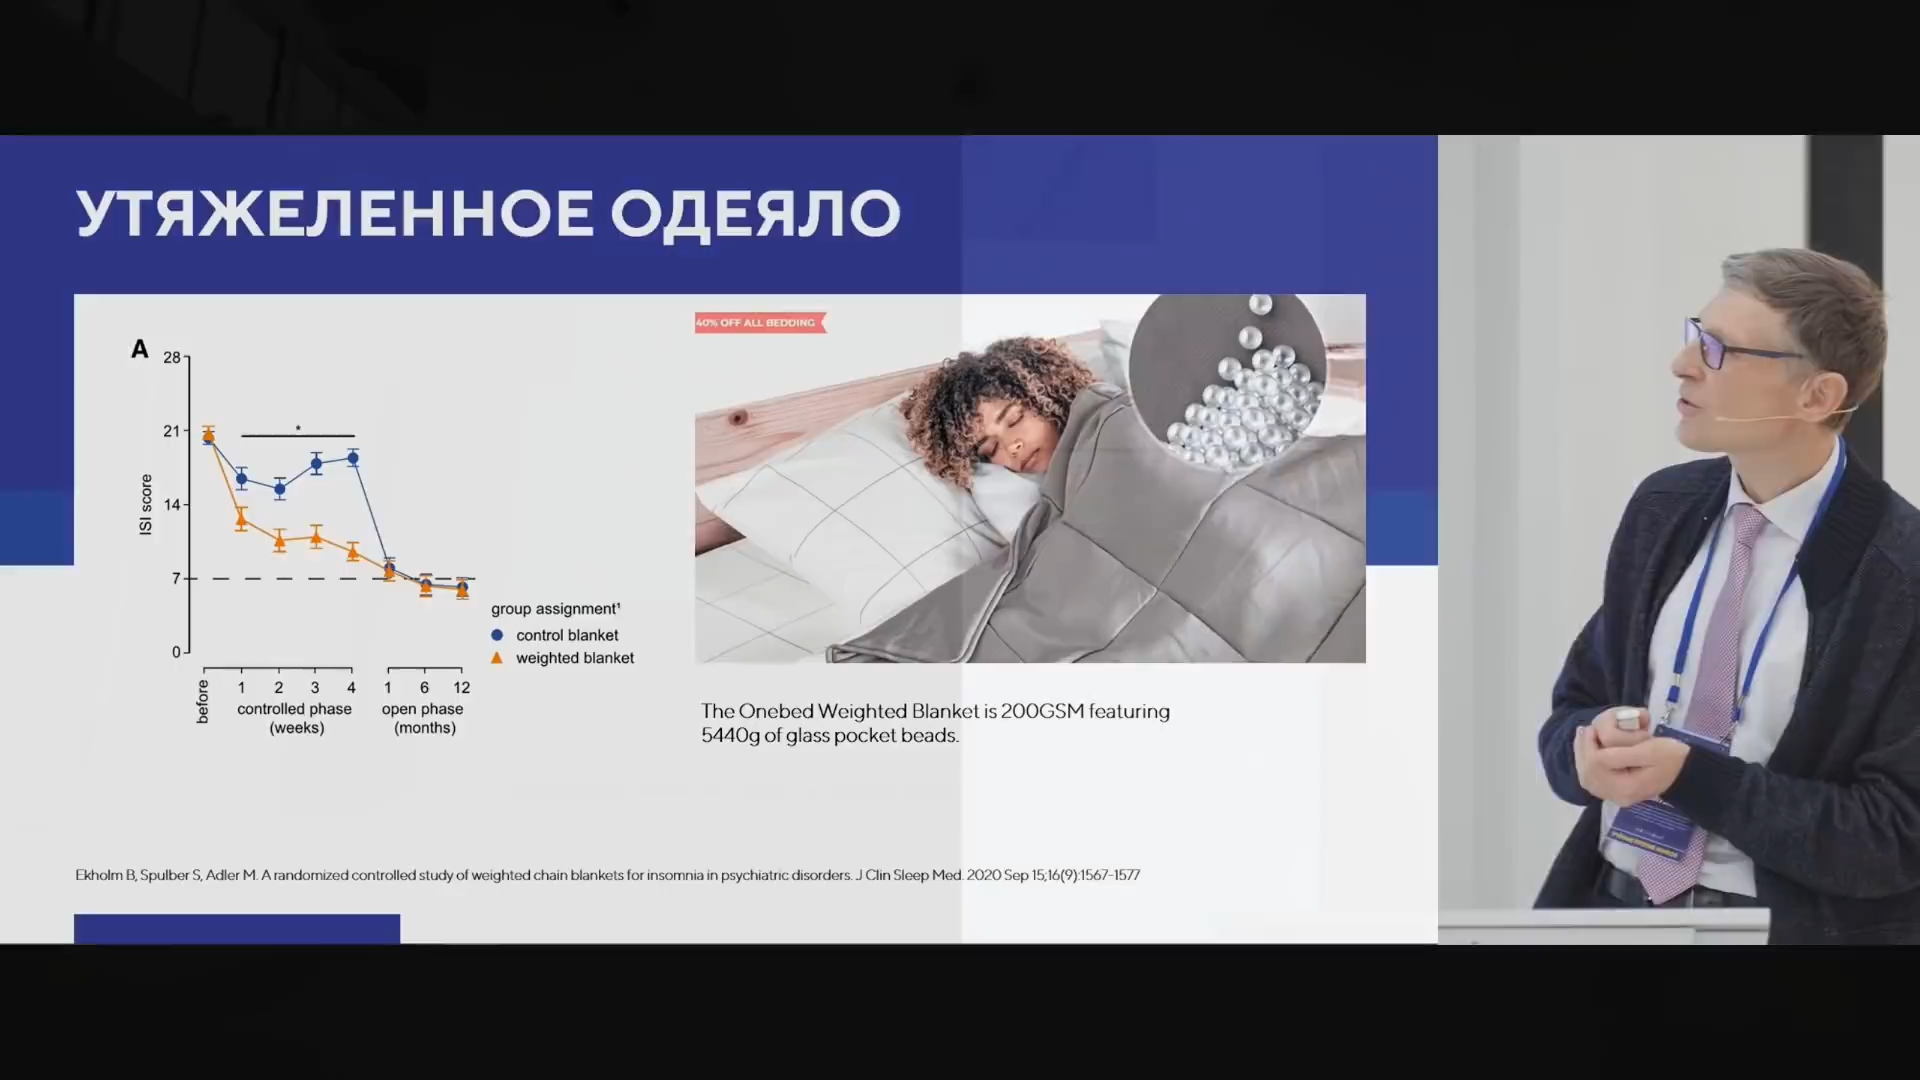 УТЯЖЕЛЕННОЕ ОДЕЯЛО
A
28
21
14
7
0
ISI score
*
before
1 2 3 4
controlled phase
(weeks)
1 6 12
open phase
(months)
group assignment¹
control blanket
weighted blanket
40% OFF ALL BEDDING
The Onebed Weighted Blanket is 200GSM featuring
5440g of glass pocket beads.
Ekholm B, Spulber S, Adler M. A randomized controlled study of weighted chain blankets for insomnia in psychiatric disorders. J Clin Sleep Med. 2020 Sep 15;16(9):1567-1577